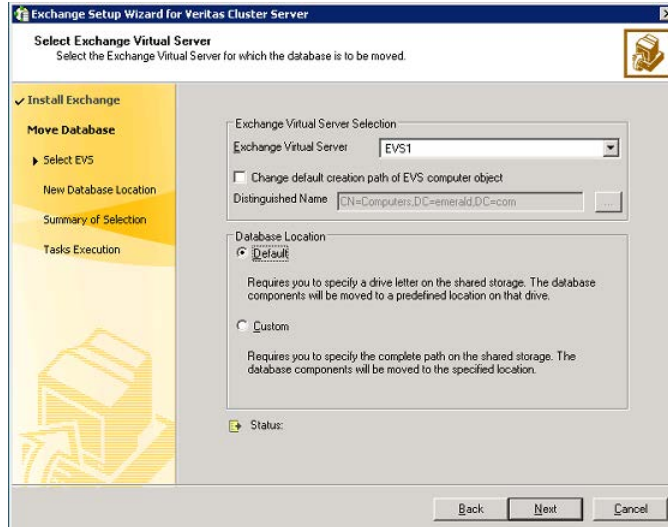 Exchange Setup Wizard for Veritas Cluster Server
Select Exchange Virtual Server
Select the Exchange Virtual Server for which the database is to be moved.
Install Exchange
Move Database
Select EVS
New Database Location
Summary of Selection
Tasks Execution
Exchange Virtual Server Selection
Exchange Virtual Server
EVS1
Change default creation path of EVS computer object
Distinguished Name
CN=Computers,DC=emerald,DC=com
...
Database Location
Default
Requires you to specify a drive letter on the shared storage. The database
components will be moved to a predefined location on that drive.
Custom
Requires you to specify the complete path on the shared storage. The
database components will be moved to the specified location.
Status:
Back
Next
Cancel